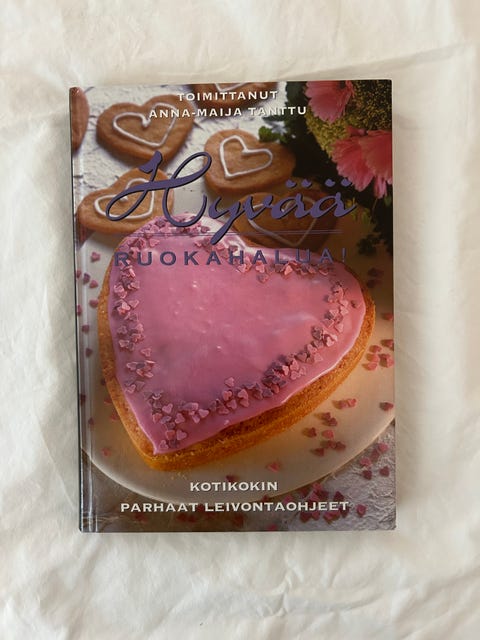 TOIMITTANUT
ANNA-MAIJA TANTTU
Hyvää
RUOKAHALUA!
KOTIKOKIN
PARHAAT LEIVONTAOHJEET